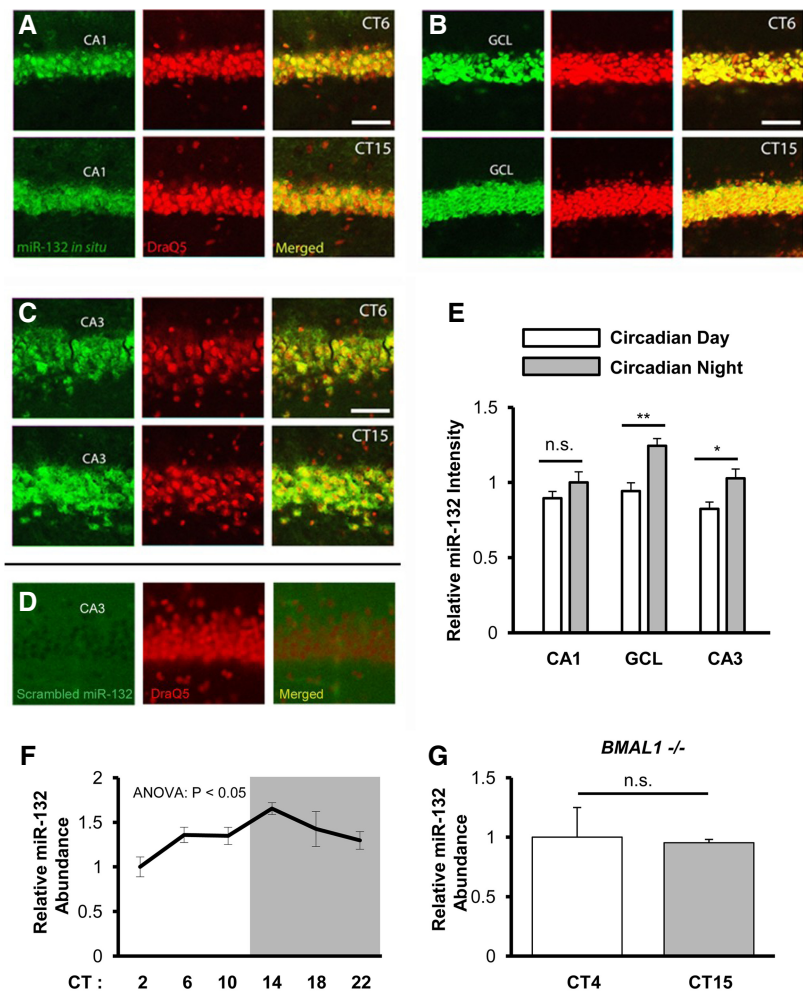 A
CA1
CT6
CA1
CT15
miR-132 in situ
DraQ5
Merged
B
GCL
CT6
GCL
CT15
C
CA3
CT6
CA3
CT15
D
CA3
Scrambled miR-132
DraQ5
Merged
E
Circadian Day
Circadian Night
Relative miR-132 Intensity
1.5
1
0.5
0
n.s.
**
*
CA1 GCL CA3
F
Relative miR-132
Abundance
2
1.5
1
0.5
0
ANOVA: P < 0.05
CT : 2 6 10 14 18 22
G
BMAL1 -/-
Relative miR-132
Abundance
1.5
1
0.5
0
n.s.
CT4 CT15